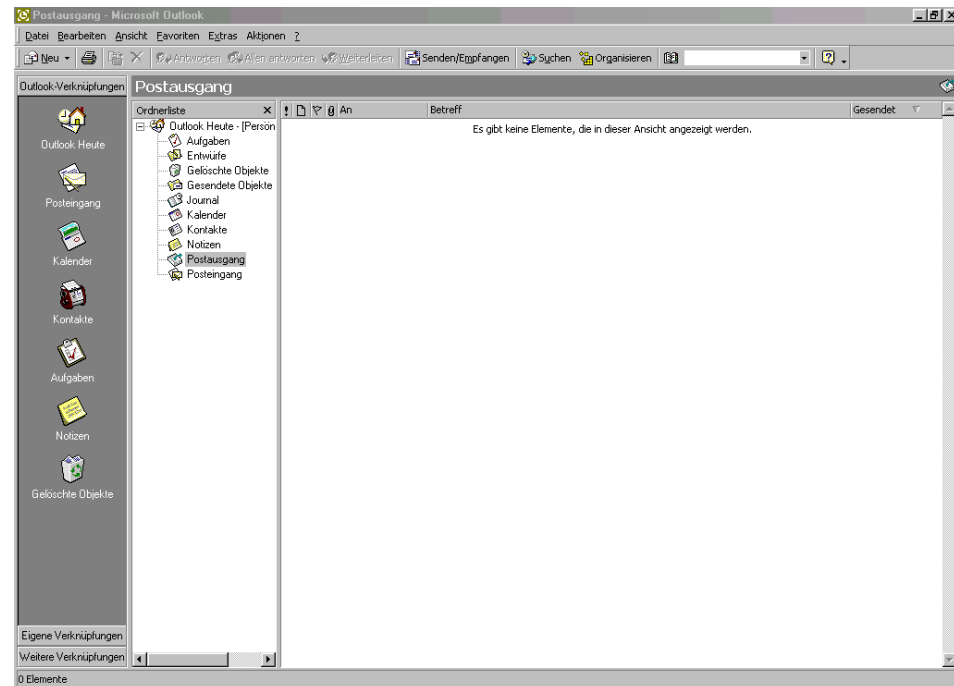 Postausgang - Microsoft Outlook
Datei Bearbeiten Ansicht Favoriten Extras Aktionen ?
Neu Antworten Allen antworten Weiterleiten Senden/Empfangen Suchen Organisieren
Outlook-Verknüpfungen
Postausgang
Outlook Heute
Posteingang
Kalender
Kontakte
Aufgaben
Notizen
Gelöschte Objekte
Eigene Verknüpfungen
Weitere Verknüpfungen
Ordnerliste
Outlook Heute - [Persön
Aufgaben
Entwürfe
Gelöschte Objekte
Gesendete Objekte
Journal
Kalender
Kontakte
Notizen
Postausgang
Posteingang
An Betreff Gesendet
Es gibt keine Elemente, die in dieser Ansicht angezeigt werden.
0 Elemente